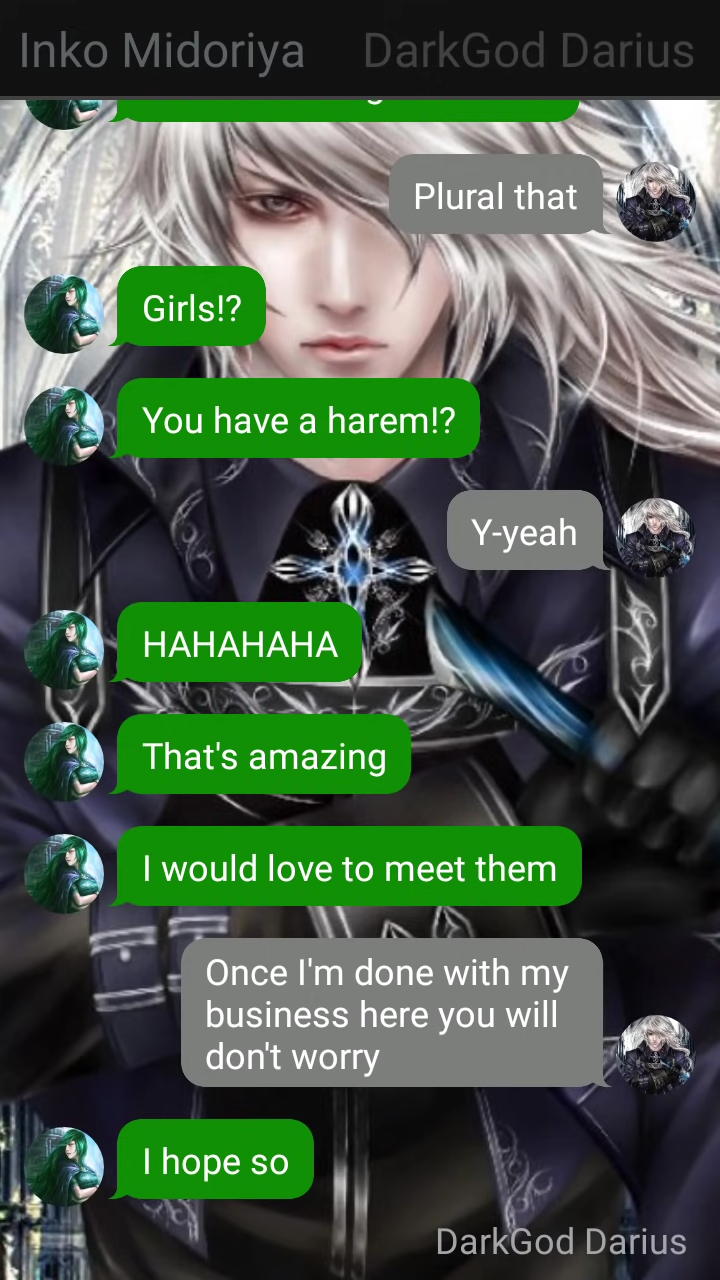 Inko Midoriya DarkGod Darius
Plural that
Girls!?
You have a harem!?
Y-yeah
HAHAHAHA
That's amazing
I would love to meet them
Once I'm done with my
business here you will
don't worry
I hope so
DarkGod Darius